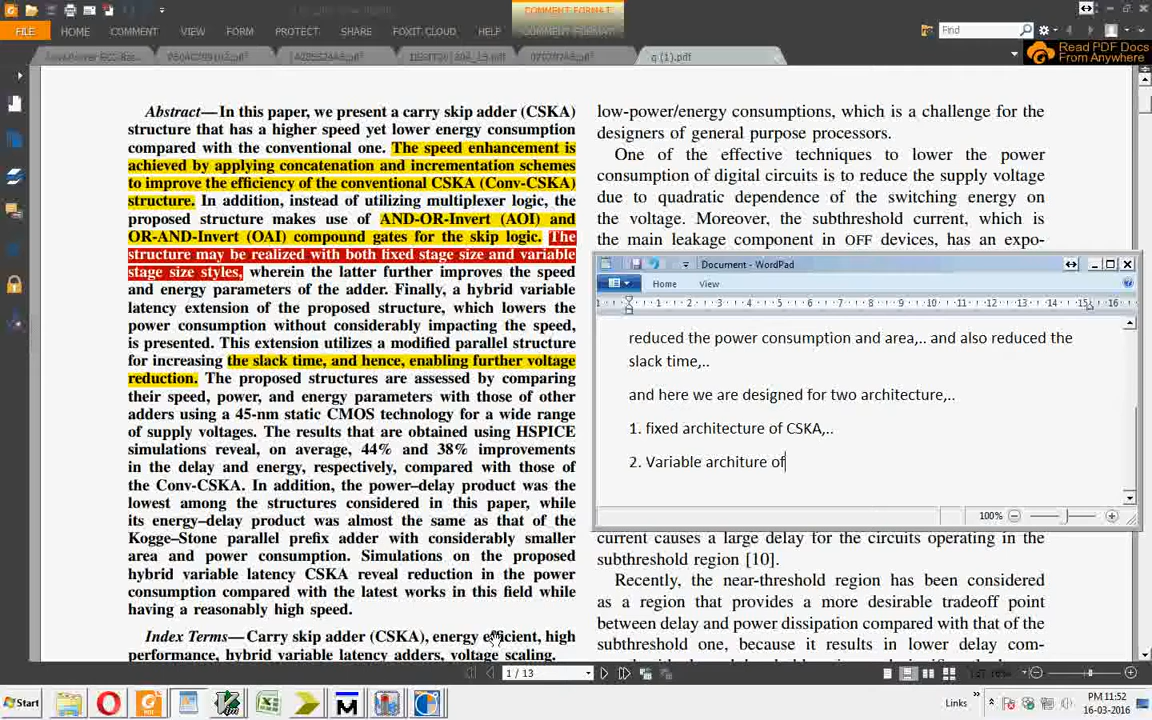 COMMENT FORMAT
FILE
HOME
COMMENT
VIEW
FORM
PROTECT
SHARE
FOXIT CLOUD
HELP
COMMENT FORMAT
Find
q (1).pdf
Read PDF Docs
From Anywhere
Abstract—In this paper, we present a carry skip adder (CSKA)
structure that has a higher speed yet lower energy consumption
compared with the conventional one. The speed enhancement is
achieved by applying concatenation and incrementation schemes
to improve the efficiency of the conventional CSKA (Conv-CSKA)
structure. In addition, instead of utilizing multiplexer logic, the
proposed structure makes use of AND-OR-Invert (AOI) and
OR-AND-Invert (OAI) compound gates for the skip logic. The
structure may be realized with both fixed stage size and variable
stage size styles, wherein the latter further improves the speed
and energy parameters of the adder. Finally, a hybrid variable
latency extension of the proposed structure, which lowers the
power consumption without considerably impacting the speed,
is presented. This extension utilizes a modified parallel structure
for increasing the slack time, and hence, enabling further voltage
reduction. The proposed structures are assessed by comparing
their speed, power, and energy parameters with those of other
adders using a 45-nm static CMOS technology for a wide range
of supply voltages. The results that are obtained using HSPICE
simulations reveal, on average, 44% and 38% improvements
in the delay and energy, respectively, compared with those of
the Conv-CSKA. In addition, the power–delay product was the
lowest among the structures considered in this paper, while
its energy–delay product was almost the same as that of the
Kogge–Stone parallel prefix adder with considerably smaller
area and power consumption. Simulations on the proposed
hybrid variable latency CSKA reveal reduction in the power
consumption compared with the latest works in this field while
having a reasonably high speed.
Index Terms—Carry skip adder (CSKA), energy efficient, high
performance, hybrid variable latency adders, voltage scaling.
low-power/energy consumptions, which is a challenge for the
designers of general purpose processors.
One of the effective techniques to lower the power
consumption of digital circuits is to reduce the supply voltage
due to quadratic dependence of the switching energy on
the voltage. Moreover, the subthreshold current, which is
the main leakage component in OFF devices, has an expo-
Document - WordPad
Home
View
1 1 2 3 4 5 6 7 8 9 10 11 12 13 14 15 16
reduced the power consumption and area,.. and also reduced the
slack time,..
and here we are designed for two architecture,..
1. fixed architecture of CSKA,..
2. Variable architure of
100%
current causes a large delay for the circuits operating in the
subthreshold region [10].
Recently, the near-threshold region has been considered
as a region that provides a more desirable tradeoff point
between delay and power dissipation compared with that of the
subthreshold one, because it results in lower delay com-
1 / 13
Start
Links
PM 11:52
16-03-2016